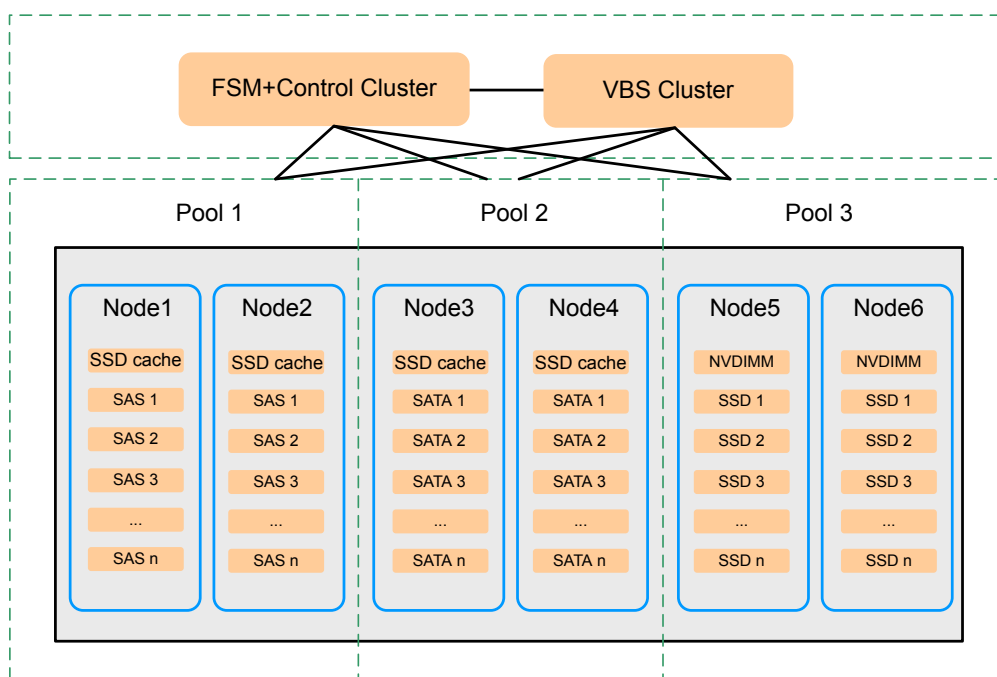 FSM+Control Cluster
VBS Cluster
Pool 1
Pool 2
Pool 3
Node1
SSD cache
SAS 1
SAS 2
SAS 3
...
SAS n
Node2
SSD cache
SAS 1
SAS 2
SAS 3
...
SAS n
Node3
SSD cache
SATA 1
SATA 2
SATA 3
...
SATA n
Node4
SSD cache
SATA 1
SATA 2
SATA 3
...
SATA n
Node5
NVDIMM
SSD 1
SSD 2
SSD 3
...
SSD n
Node6
NVDIMM
SSD 1
SSD 2
SSD 3
...
SSD n